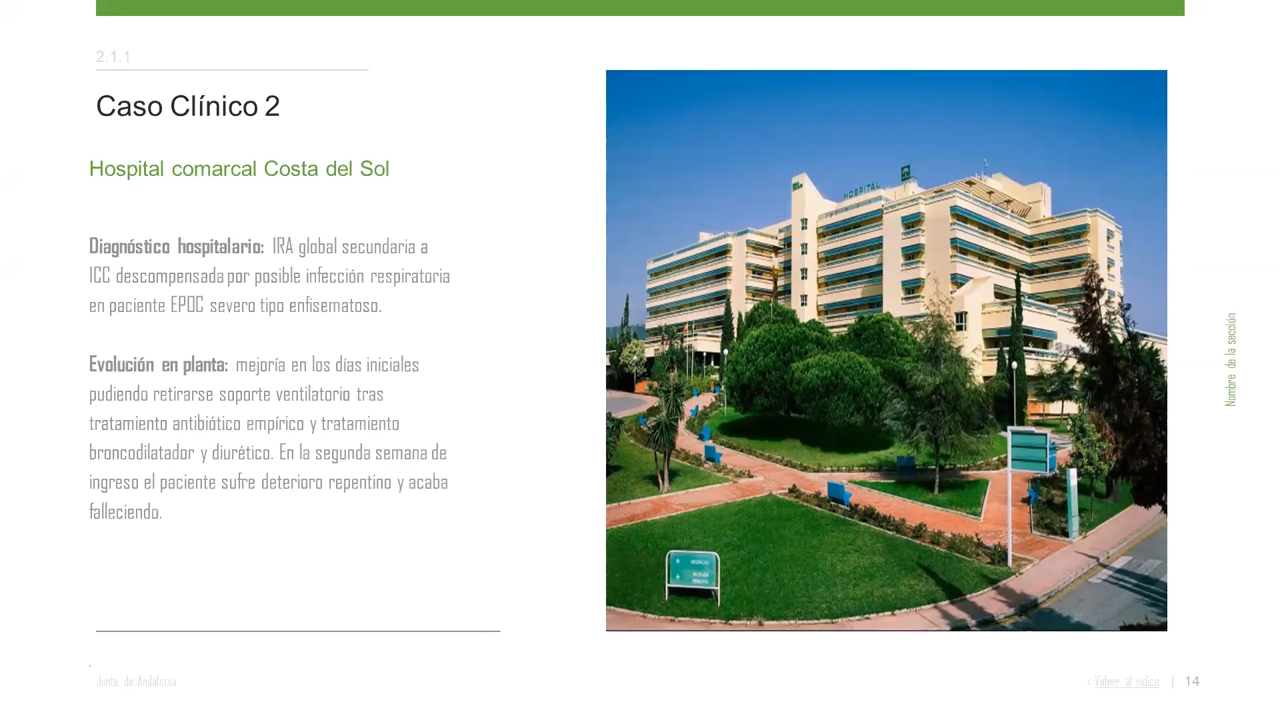 2.1.1
Caso Clínico 2
Hospital comarcal Costa del Sol
Diagnóstico hospitalario: IRA global secundaria a
ICC descompensada por posible infección respiratoria
en paciente EPOC severo tipo enfisematoso.
Evolución en planta: mejoría en los días iniciales
pudiendo retirarse soporte ventilatorio tras
tratamiento antibiótico empírico y tratamiento
broncodilatador y diurético. En la segunda semana de
ingreso el paciente sufre deterioro repentino y acaba
falleciendo.
HOSPITAL
Nombre de la sección
Junta de Andalucía
< Volver al índice | 14